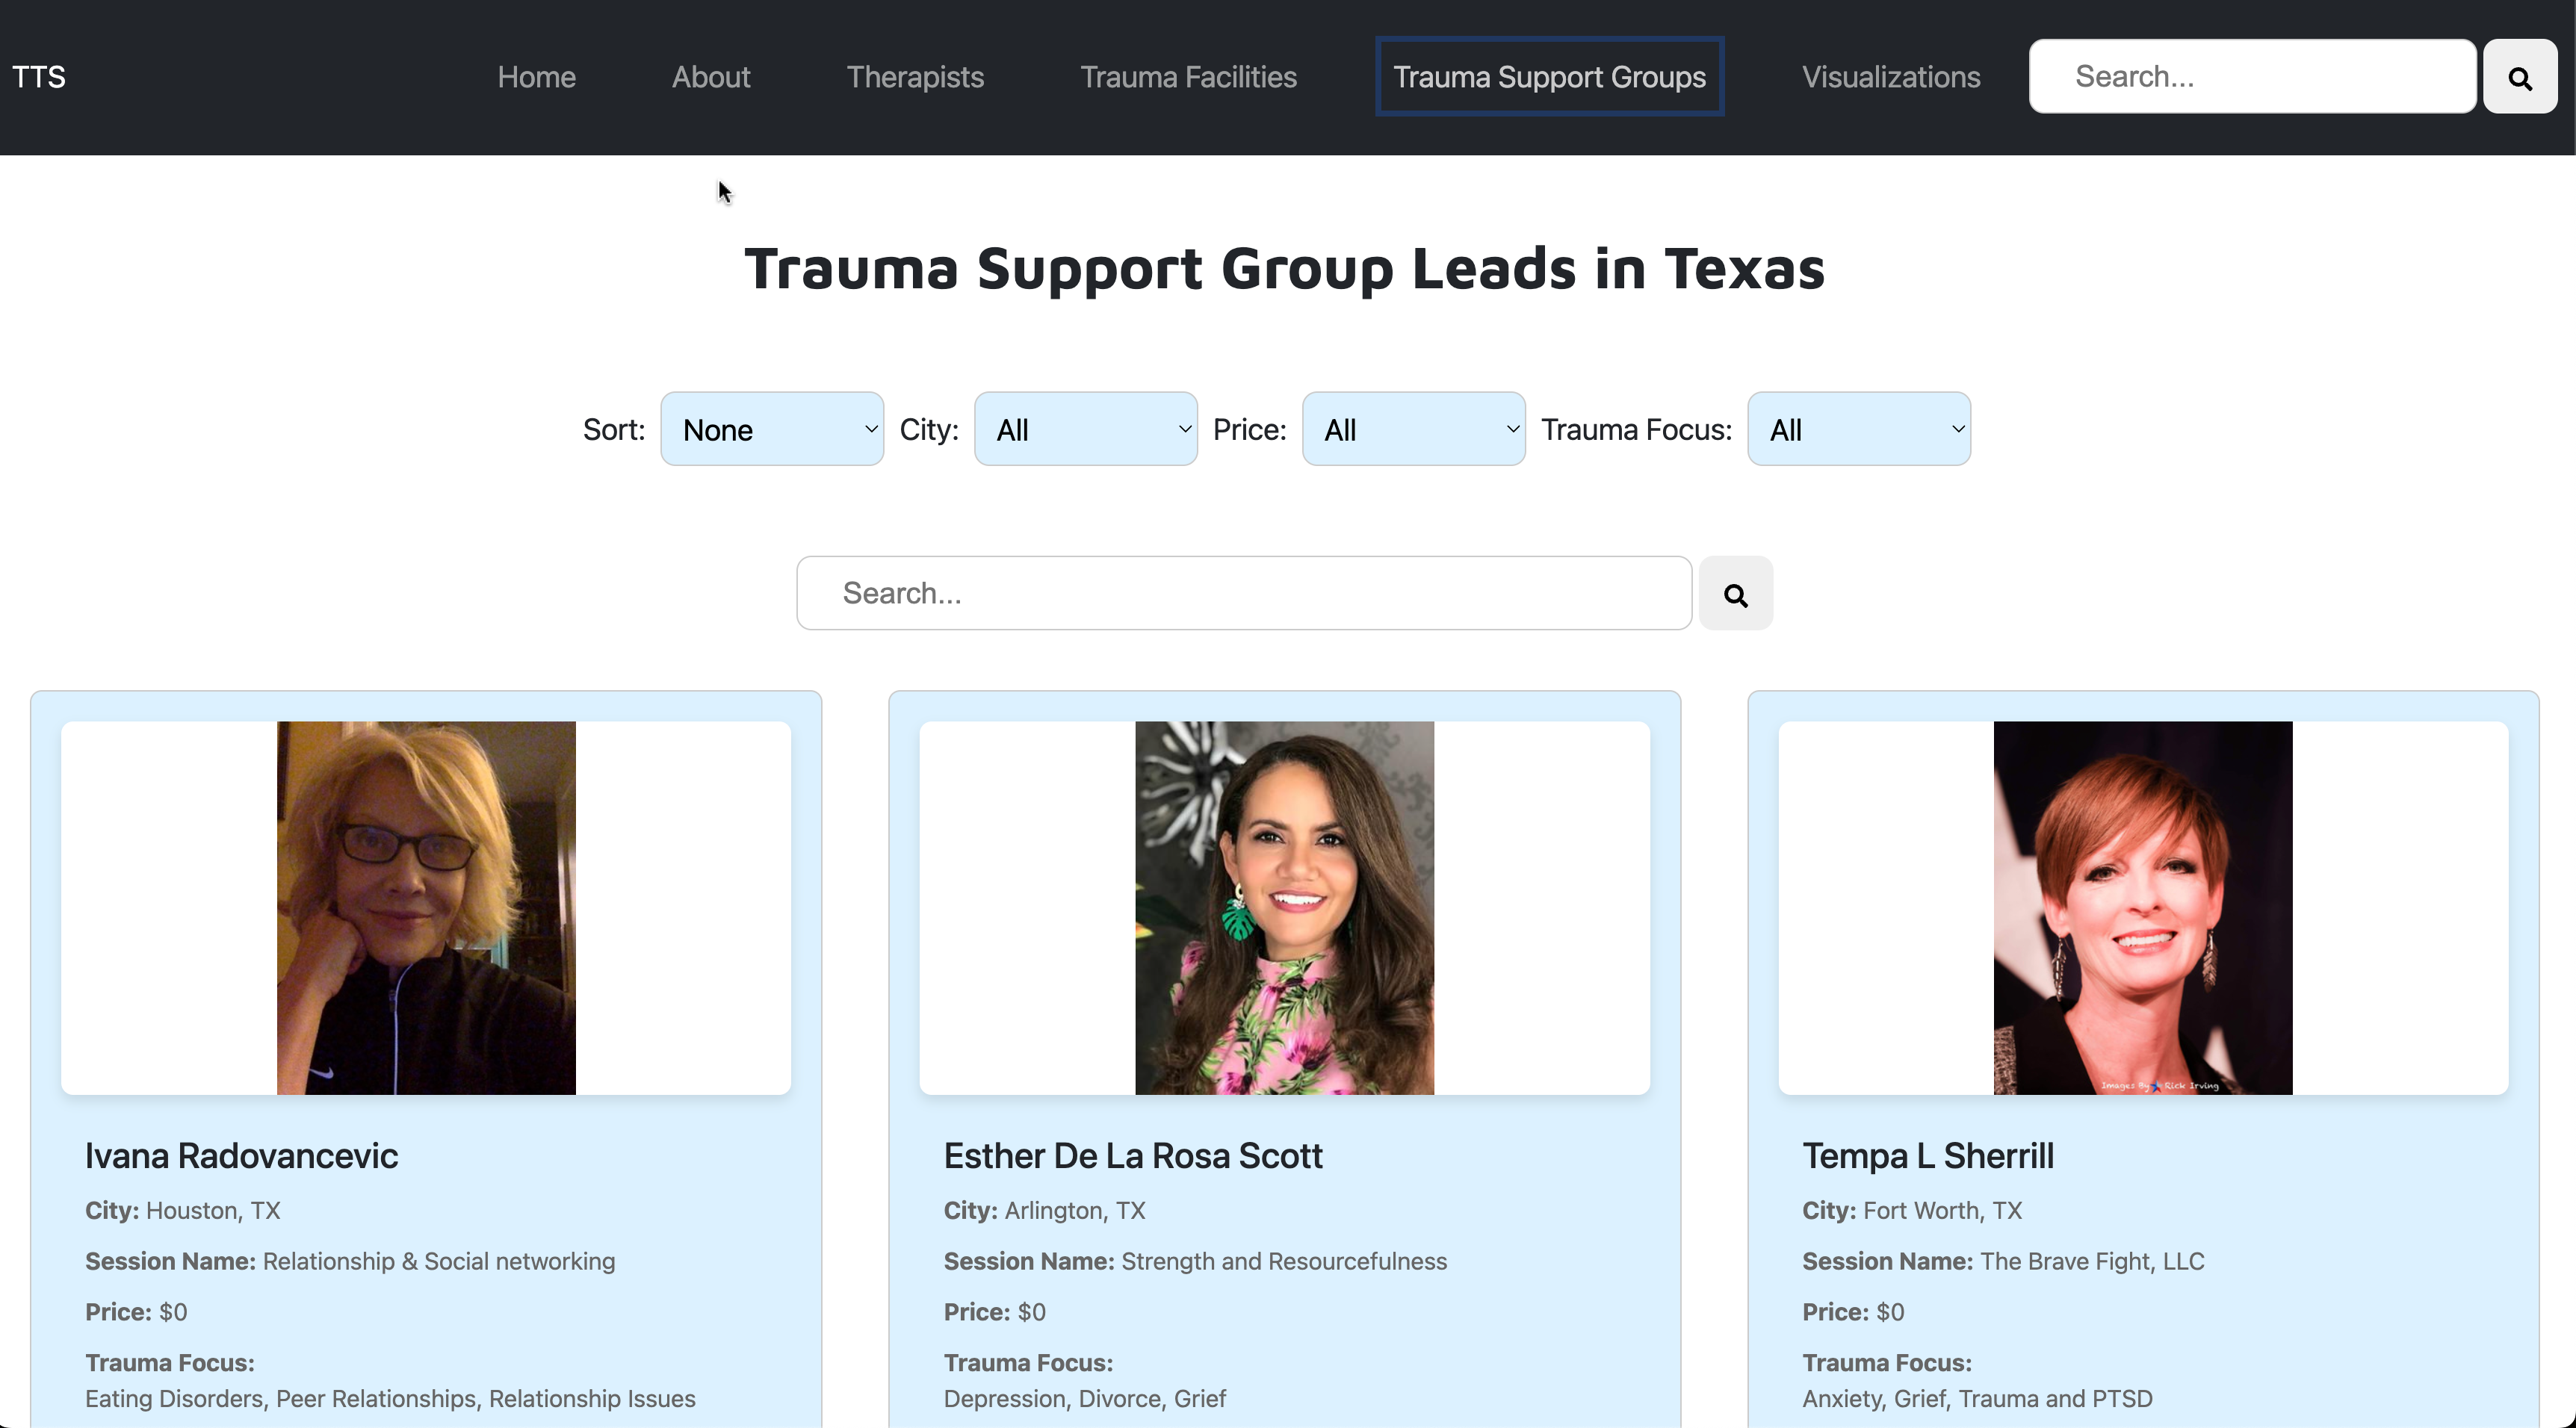 TTS Home About Therapists Trauma Facilities Trauma Support Groups Visualizations Search...
Trauma Support Group Leads in Texas
Sort: None City: All Price: All Trauma Focus: All
Search...
Images By Rick Irving
Ivana Radovancevic
City: Houston, TX
Session Name: Relationship & Social networking
Price: $0
Trauma Focus:
Eating Disorders, Peer Relationships, Relationship Issues
Esther De La Rosa Scott
City: Arlington, TX
Session Name: Strength and Resourcefulness
Price: $0
Trauma Focus:
Depression, Divorce, Grief
Tempa L Sherrill
City: Fort Worth, TX
Session Name: The Brave Fight, LLC
Price: $0
Trauma Focus:
Anxiety, Grief, Trauma and PTSD